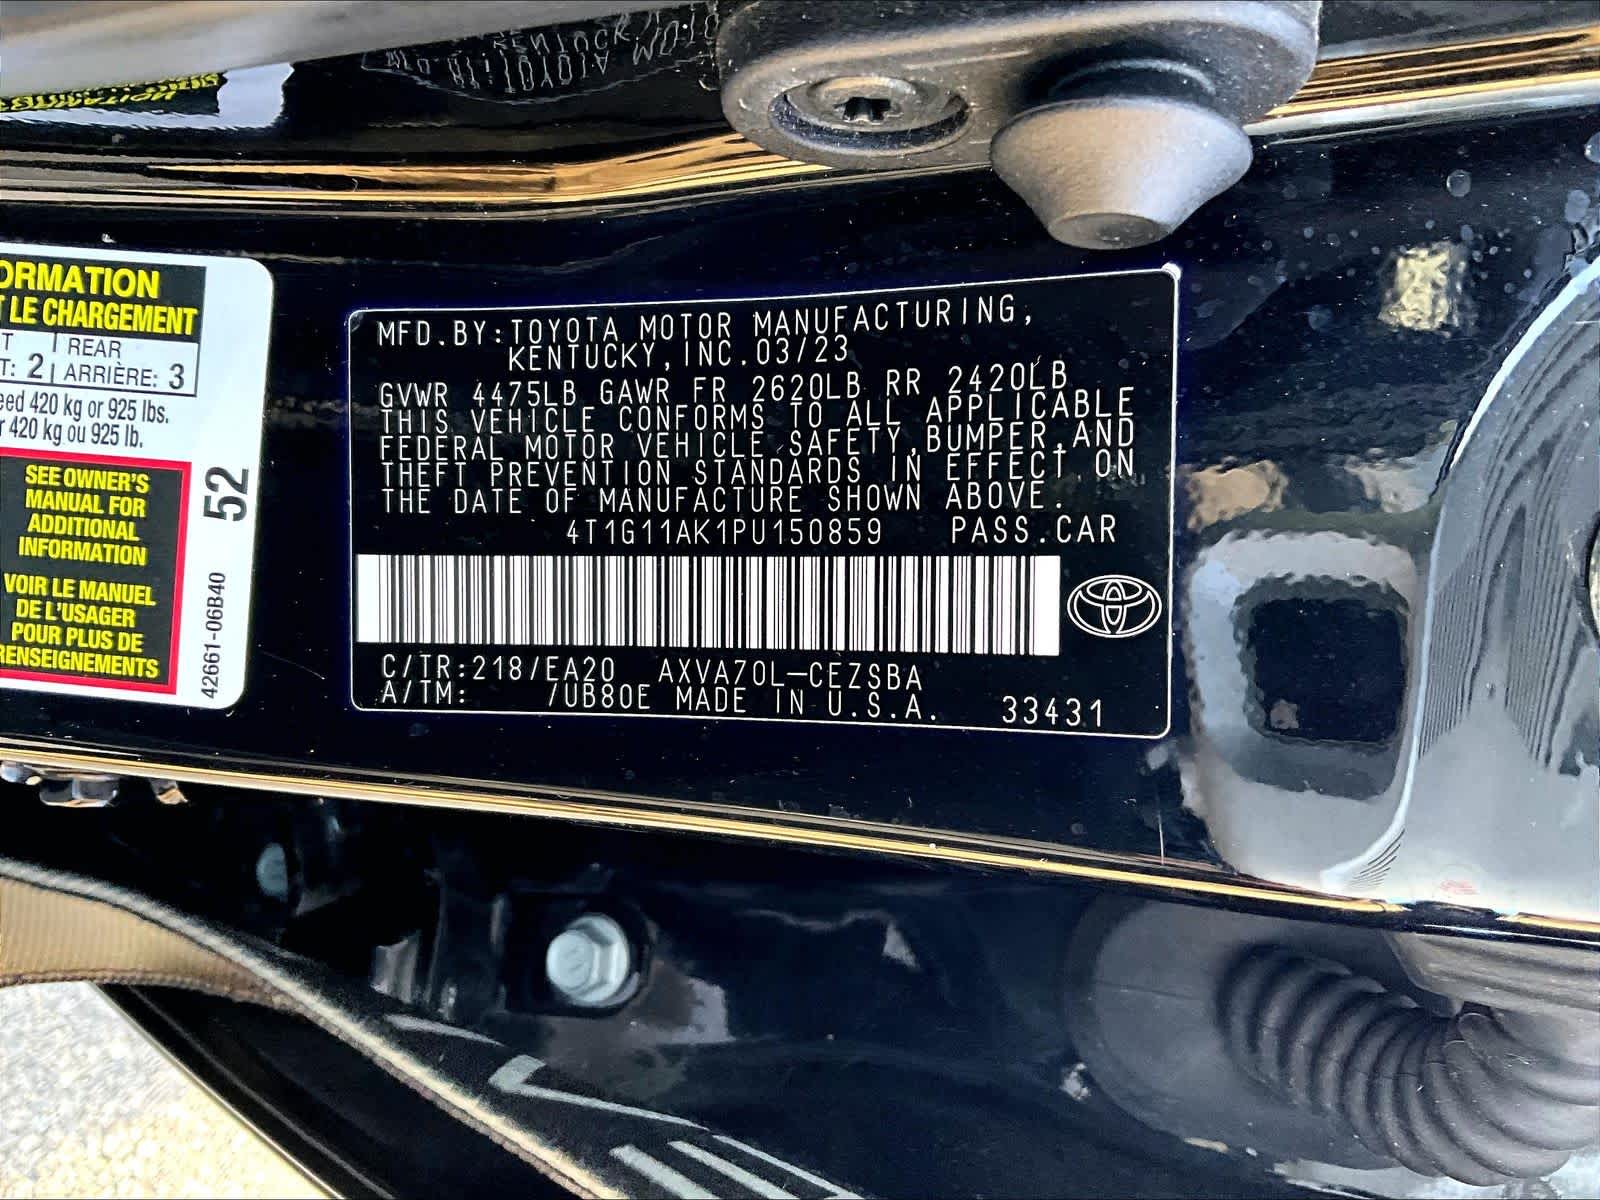 ORMATION
T LE CHARGEMENT
T | REAR
T: 2 | ARRIÈRE: 3
eed 420 kg or 925 lbs.
r 420 kg ou 925 lb.
SEE OWNER'S
MANUAL FOR
ADDITIONAL
INFORMATION
VOIR LE MANUEL
DE L'USAGER
POUR PLUS DE
RENSEIGNEMENTS
52
42661-06B40
MFD.BY:TOYOTA MOTOR MANUFACTURING,
KENTUCKY,INC.03/23
GVWR 4475LB GAWR FR 2620LB RR 2420LB
THIS VEHICLE CONFORMS TO ALL APPLICABLE
FEDERAL MOTOR VEHICLE SAFETY,BUMPER,AND
THEFT PREVENTION STANDARDS IN EFFECT ON
THE DATE OF MANUFACTURE SHOWN ABOVE.
4T1G11AK1PU150859 PASS.CAR
C/TR:218/EA20 AXVA70L-CEZSBA
A/TM: /UB80E MADE IN U.S.A. 33431